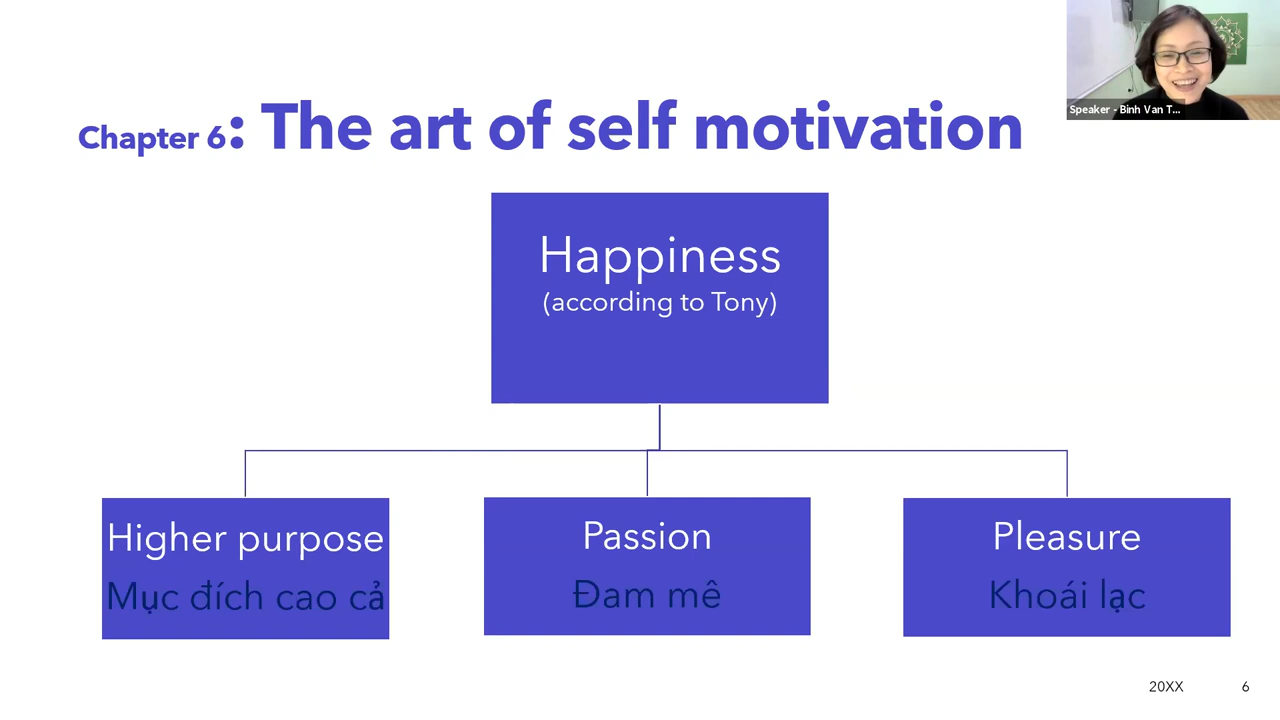 Speaker - Binh Van T...
Chapter 6: The art of self motivation
Happiness
(according to Tony)
Higher purpose
Mục đích cao cả
Passion
Đam mê
Pleasure
Khoái lạc
20XX
6